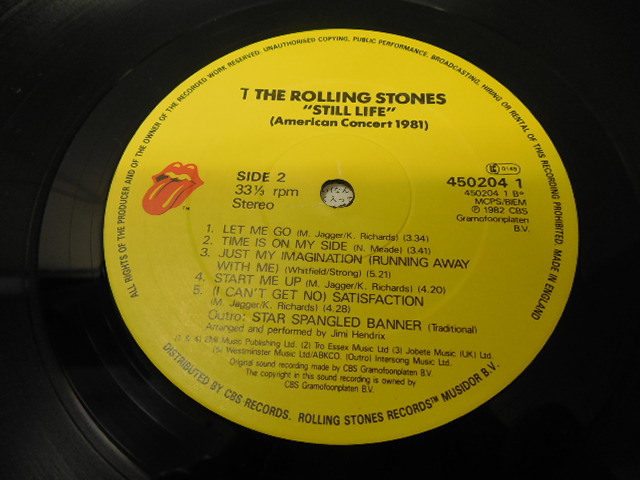 ALL RIGHTS OF THE PRODUCER AND OF THE OWNER OF THE RECORDED WORK RESERVED. UNAUTHORISED COPYING, PUBLIC PERFORMANCE, BROADCASTING, HIRING OR RENTAL OF THIS RECORDING PROHIBITED. MADE IN ENGLAND
T THE ROLLING STONES
"STILL LIFE"
(American Concert 1981)
SIDE 2
33⅓ rpm
Stereo
TM
0149
450204 1
450204 1 B*
MCPS/BIEM
℗ 1982 CBS
Gramofoonplaten
B.V.
1. LET ME GO (M. Jagger/K. Richards) (3.34)
2. TIME IS ON MY SIDE (N. Meade) (3.41)
3. JUST MY IMAGINATION (RUNNING AWAY
WITH ME) (Whitfield/Strong) (5.21)
4. START ME UP (M. Jagger/K. Richards) (4.20)
5. (I CAN'T GET NO) SATISFACTION
(M. Jagger/K. Richards) (4.28)
Outro: STAR SPANGLED BANNER (Traditional)
Arranged and performed by Jimi Hendrix
(1 & 4) EMI Music Publishing Ltd. (2) Tro Essex Music Ltd (3) Jobete Music (UK) Ltd.
(5) Westminster Music Ltd/ABKCO. (Outro) Intersong Music Ltd.
Original sound recording made by CBS Gramofoonplaten B.V.
The copyright in this sound recording is owned by
CBS Gramofoonplaten B.V.
DISTRIBUTED BY CBS RECORDS. ROLLING STONES RECORDS™ MUSIDOR B.V.